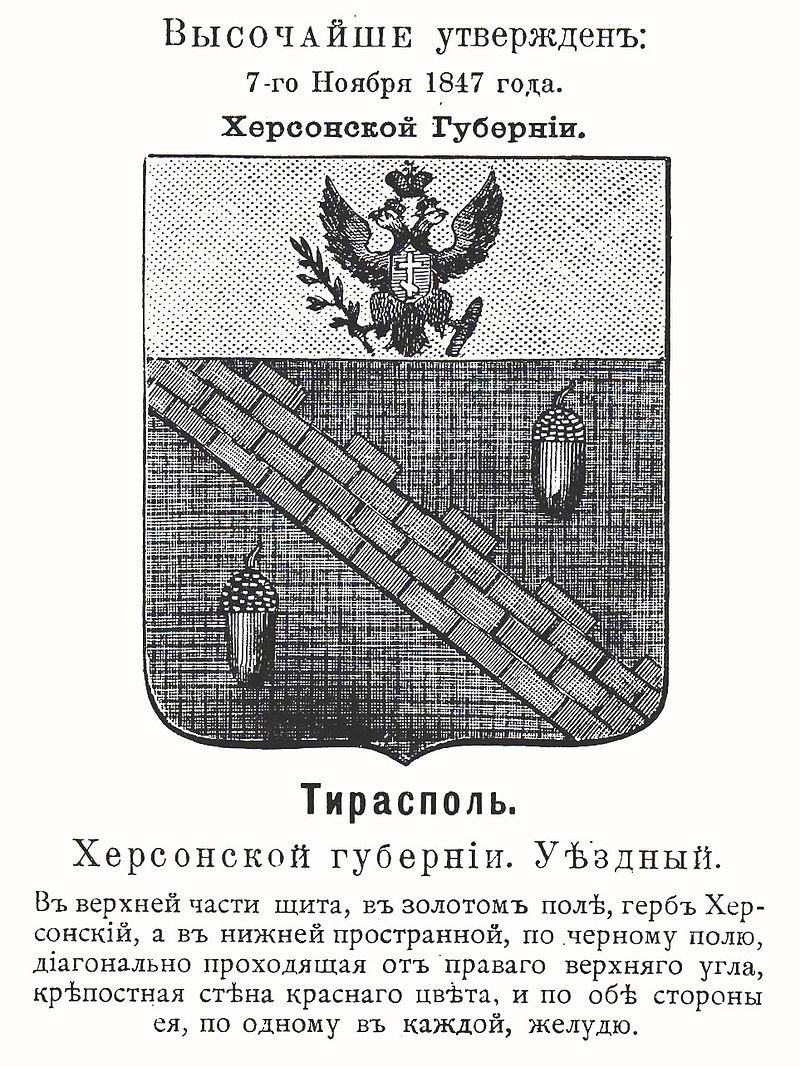 Высочайше утвержденъ:
7-го Ноября 1847 года.
Херсонской Губерніи.
Тирасполь.
Херсонской губерніи. Уѣздный.
Въ верхней части щита, въ золотомъ полѣ, гербъ Хер-
сонскій, а въ нижней пространной, по черному полю,
діагонально проходящая отъ праваго верхняго угла,
крѣпостная стѣна краснаго цвѣта, и по обѣ стороны
ея, по одному въ каждой, желудю.